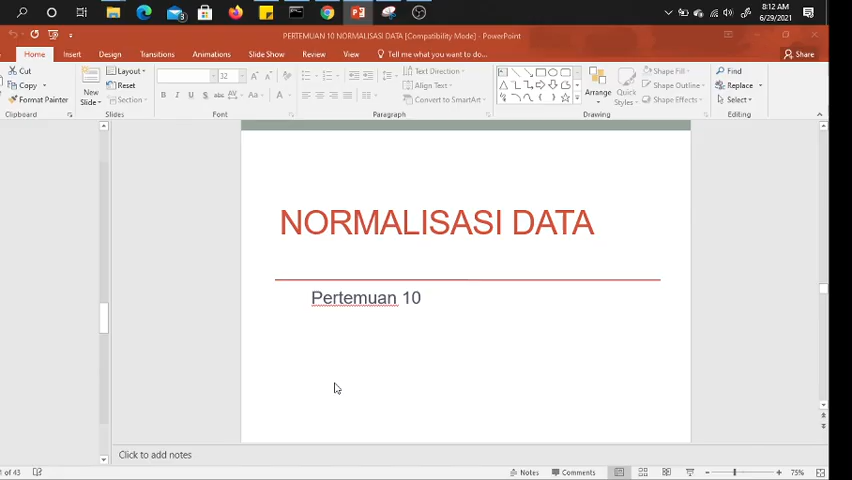 8:12 AM
6/29/2021
PERTEMUAN 10 NORMALISASI DATA [Compatibility Mode] - PowerPoint
Home Insert Design Transitions Animations Slide Show Review View Tell me what you want to do... Share
Cut
Copy
Format Painter
Clipboard
New
Slide
Layout
Reset
Section
Slides
32
Font
Text Direction
Align Text
Convert to SmartArt
Paragraph
Arrange
Quick
Styles
Shape Fill
Shape Outline
Shape Effects
Drawing
Find
Replace
Select
Editing
NORMALISASI DATA
Pertemuan 10
Click to add notes
of 43
Notes Comments 75%